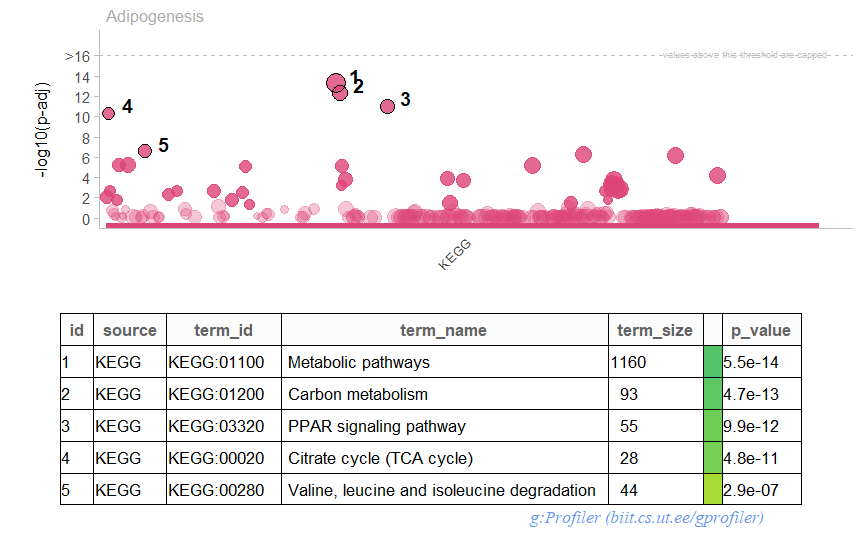 Adipogenesis
-log10(p-adj)
>16
values above this threshold are capped
14
12
10
8
6
4
2
0
1
2
3
4
5
KEGG
id source term_id term_name term_size p_value
1 KEGG KEGG:01100 Metabolic pathways 1160 5.5e-14
2 KEGG KEGG:01200 Carbon metabolism 93 4.7e-13
3 KEGG KEGG:03320 PPAR signaling pathway 55 9.9e-12
4 KEGG KEGG:00020 Citrate cycle (TCA cycle) 28 4.8e-11
5 KEGG KEGG:00280 Valine, leucine and isoleucine degradation 44 2.9e-07
g:Profiler (biit.cs.ut.ee/gprofiler)